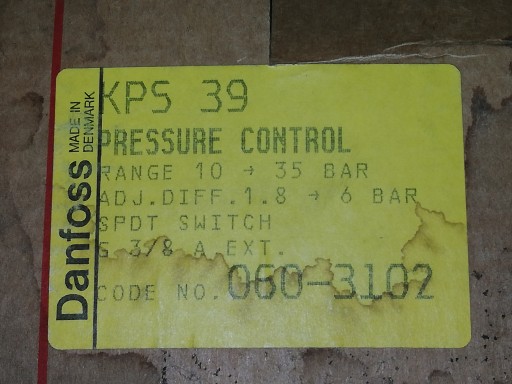 Danfoss
MADE IN
DENMARK
KPS 39
PRESSURE CONTROL
RANGE 10 → 35 BAR
ADJ.DIFF.1.8 → 6 BAR
SPDT SWITCH
G 3/8 A EXT.
CODE NO. 060-3102